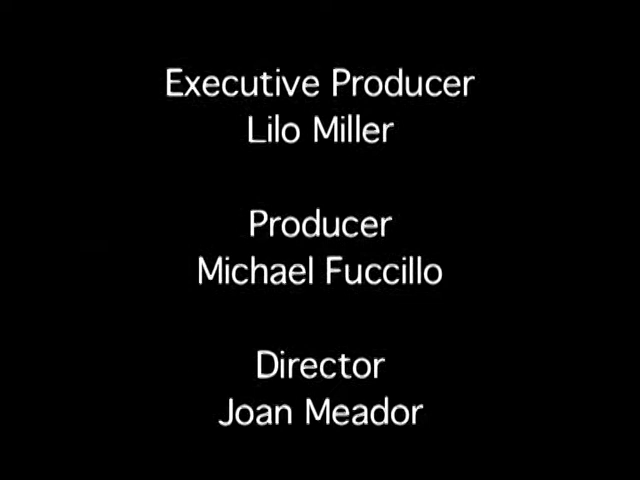 Executive Producer
Lilo Miller
Producer
Michael Fuccillo
Director
Joan Meador